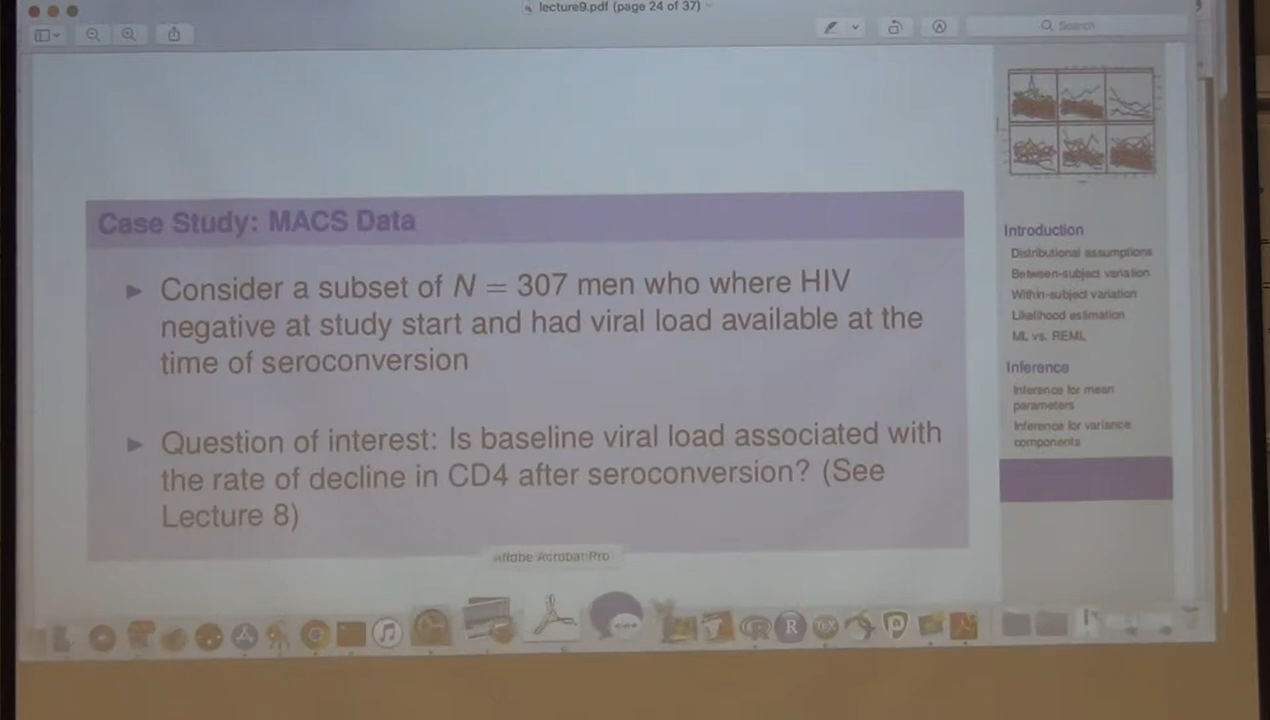 lecture9.pdf (page 24 of 37)
Search
Case Study: MACS Data
Consider a subset of N = 307 men who where HIV
negative at study start and had viral load available at the
time of seroconversion
Question of interest: Is baseline viral load associated with
the rate of decline in CD4 after seroconversion? (See
Lecture 8)
Introduction
Distributional assumptions
Between-subject variation
Within-subject variation
Likelihood estimation
ML vs. REML
Inference
Inference for mean
parameters
Inference for variance
components
Adobe Acrobat Pro
R
TeX